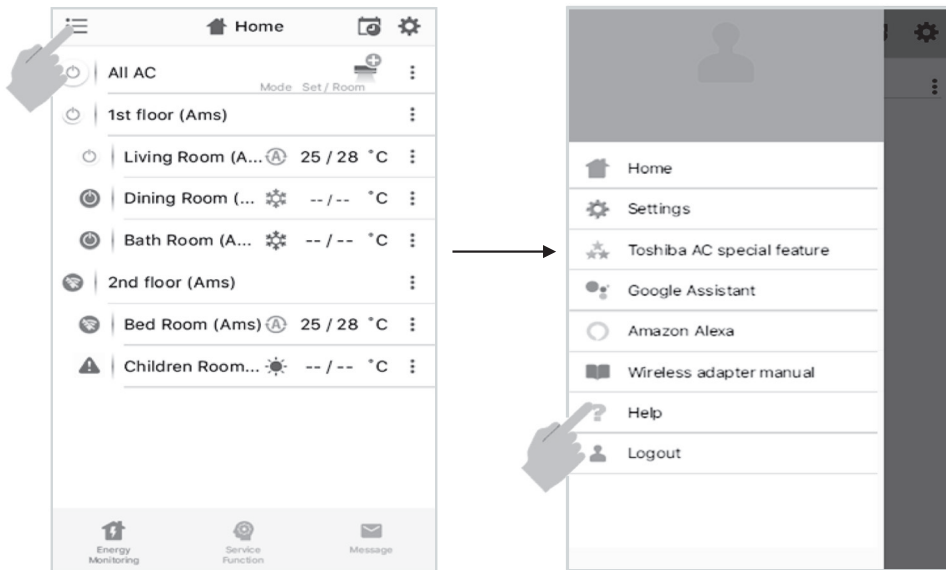 Home
All AC
Mode Set / Room
1st floor (Ams)
Living Room (A... A 25 / 28 °C
Dining Room (... -- / -- °C
Bath Room (A... -- / -- °C
2nd floor (Ams)
Bed Room (Ams) A 25 / 28 °C
Children Room... -- / -- °C
Energy
Monitoring
Service
Function
Message
Home
Settings
Toshiba AC special feature
Google Assistant
Amazon Alexa
Wireless adapter manual
? Help
Logout